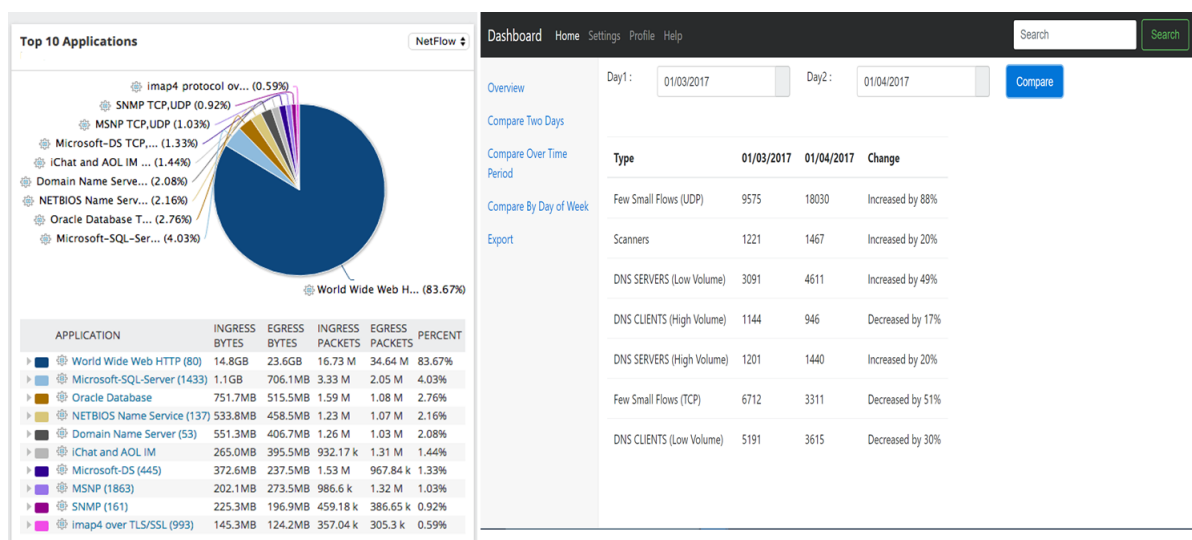 Top 10 Applications
NetFlow
imap4 protocol ov... (0.59%)
SNMP TCP,UDP (0.92%)
MSNP TCP,UDP (1.03%)
Microsoft-DS TCP,... (1.33%)
iChat and AOL IM ... (1.44%)
Domain Name Serve... (2.08%)
NETBIOS Name Serv... (2.16%)
Oracle Database T... (2.76%)
Microsoft-SQL-Ser... (4.03%)
World Wide Web H... (83.67%)
APPLICATION INGRESS BYTES EGRESS BYTES INGRESS PACKETS EGRESS PACKETS PERCENT
World Wide Web HTTP (80) 14.8GB 23.6GB 16.73 M 34.64 M 83.67%
Microsoft-SQL-Server (1433) 1.1GB 706.1MB 3.33 M 2.05 M 4.03%
Oracle Database 751.7MB 515.5MB 1.59 M 1.08 M 2.76%
NETBIOS Name Service (137) 533.8MB 458.5MB 1.23 M 1.07 M 2.16%
Domain Name Server (53) 551.3MB 406.7MB 1.26 M 1.03 M 2.08%
iChat and AOL IM 265.0MB 395.5MB 932.17 k 1.31 M 1.44%
Microsoft-DS (445) 372.6MB 237.5MB 1.53 M 967.84 k 1.33%
MSNP (1863) 202.1MB 273.5MB 986.6 k 1.32 M 1.03%
SNMP (161) 225.3MB 196.9MB 459.18 k 386.65 k 0.92%
imap4 over TLS/SSL (993) 145.3MB 124.2MB 357.04 k 305.3 k 0.59%
Dashboard Home Settings Profile Help Search Search
Overview
Compare Two Days
Compare Over Time
Period
Compare By Day of Week
Export
Day1 : 01/03/2017 Day2 : 01/04/2017 Compare
Type 01/03/2017 01/04/2017 Change
Few Small Flows (UDP) 9575 18030 Increased by 88%
Scanners 1221 1467 Increased by 20%
DNS SERVERS (Low Volume) 3091 4611 Increased by 49%
DNS CLIENTS (High Volume) 1144 946 Decreased by 17%
DNS SERVERS (High Volume) 1201 1440 Increased by 20%
Few Small Flows (TCP) 6712 3311 Decreased by 51%
DNS CLIENTS (Low Volume) 5191 3615 Decreased by 30%